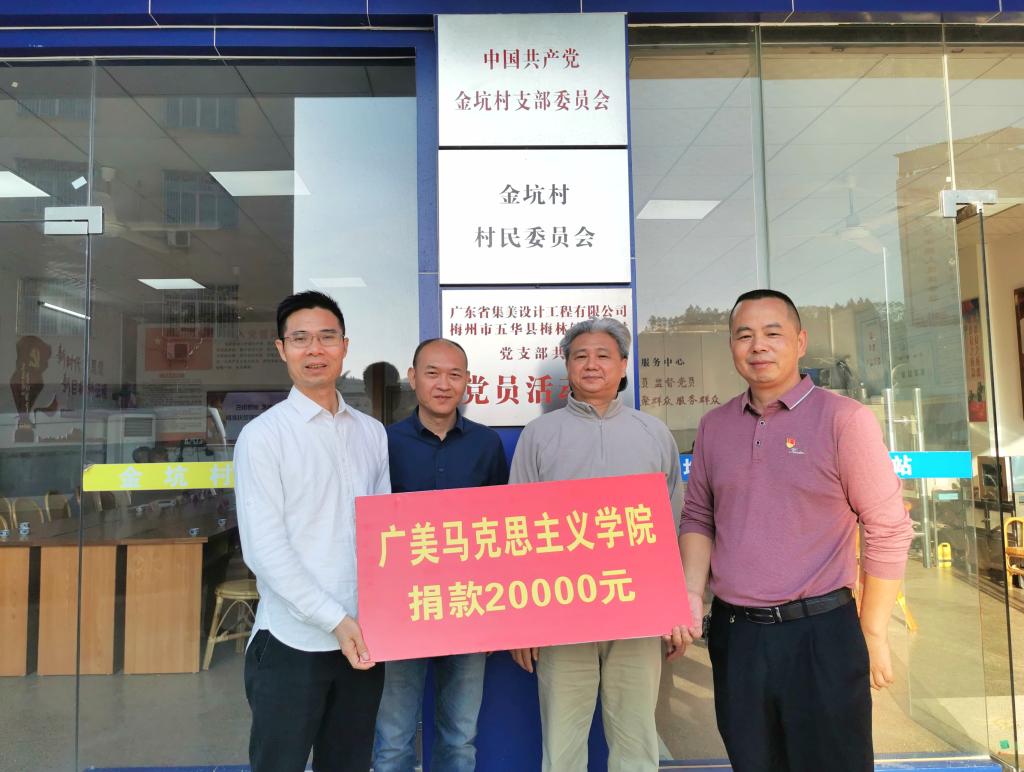 中国共产党
金坑村支部委员会
金坑村
村民委员会
广东省集美设计工程有限公司
梅州市五华县梅林
党支部共
党员活
服务中心
员 监督党员
聚群众 服务群众
金坑村
站
广美马克思主义学院
捐款20000元